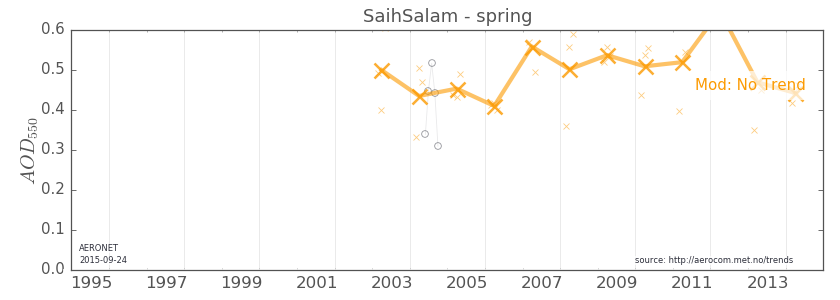 SaihSalam - spring
0.6
0.5
0.4
0.3
0.2
0.1
0.0
AOD550
Mod: No Trend
AERONET
2015-09-24
source: http://aerocom.met.no/trends
1995 1997 1999 2001 2003 2005 2007 2009 2011 2013